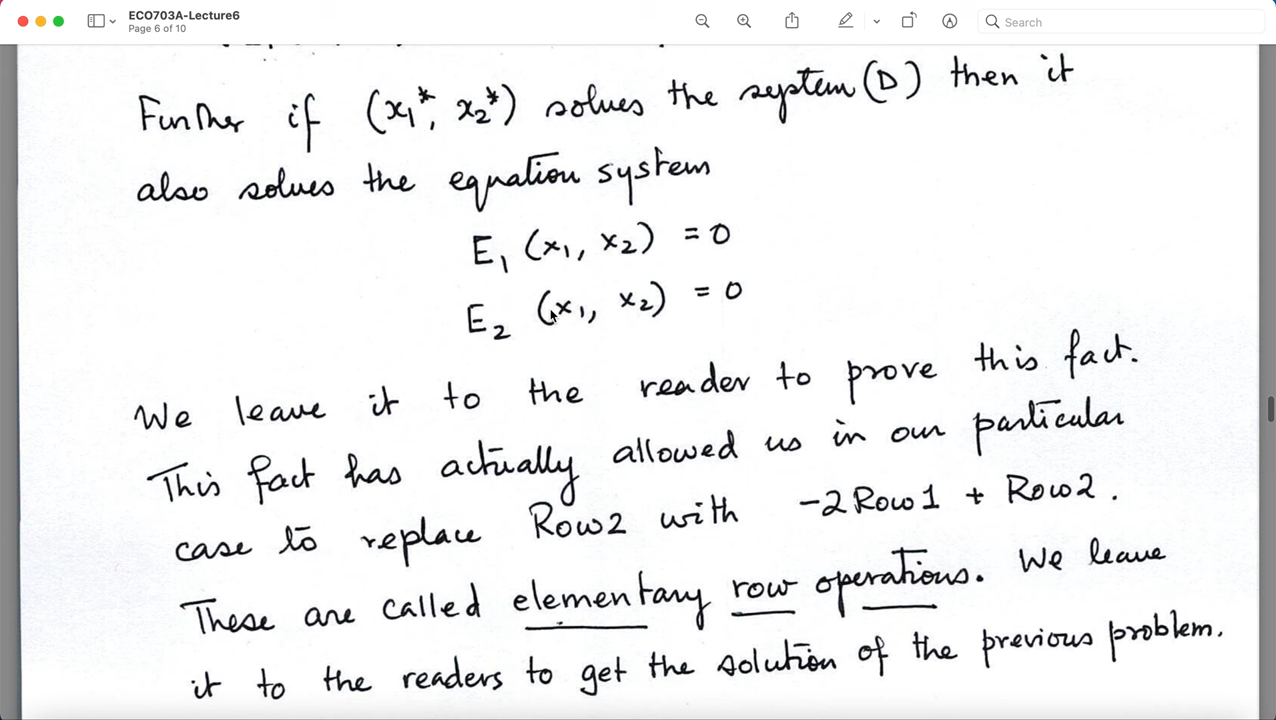 ECO703A-Lecture6
Page 6 of 10
Search
Further if (x₁*, x₂*) solves the system (D) then it
also solves the equation system
E₁ (x₁, x₂) = 0
E₂ (x₁, x₂) = 0
We leave it to the reader to prove this fact.
This fact has actually allowed us in our particular
case to replace Row2 with -2Row1 + Row2.
These are called elementary row operations. We leave
it to the readers to get the solution of the previous problem.